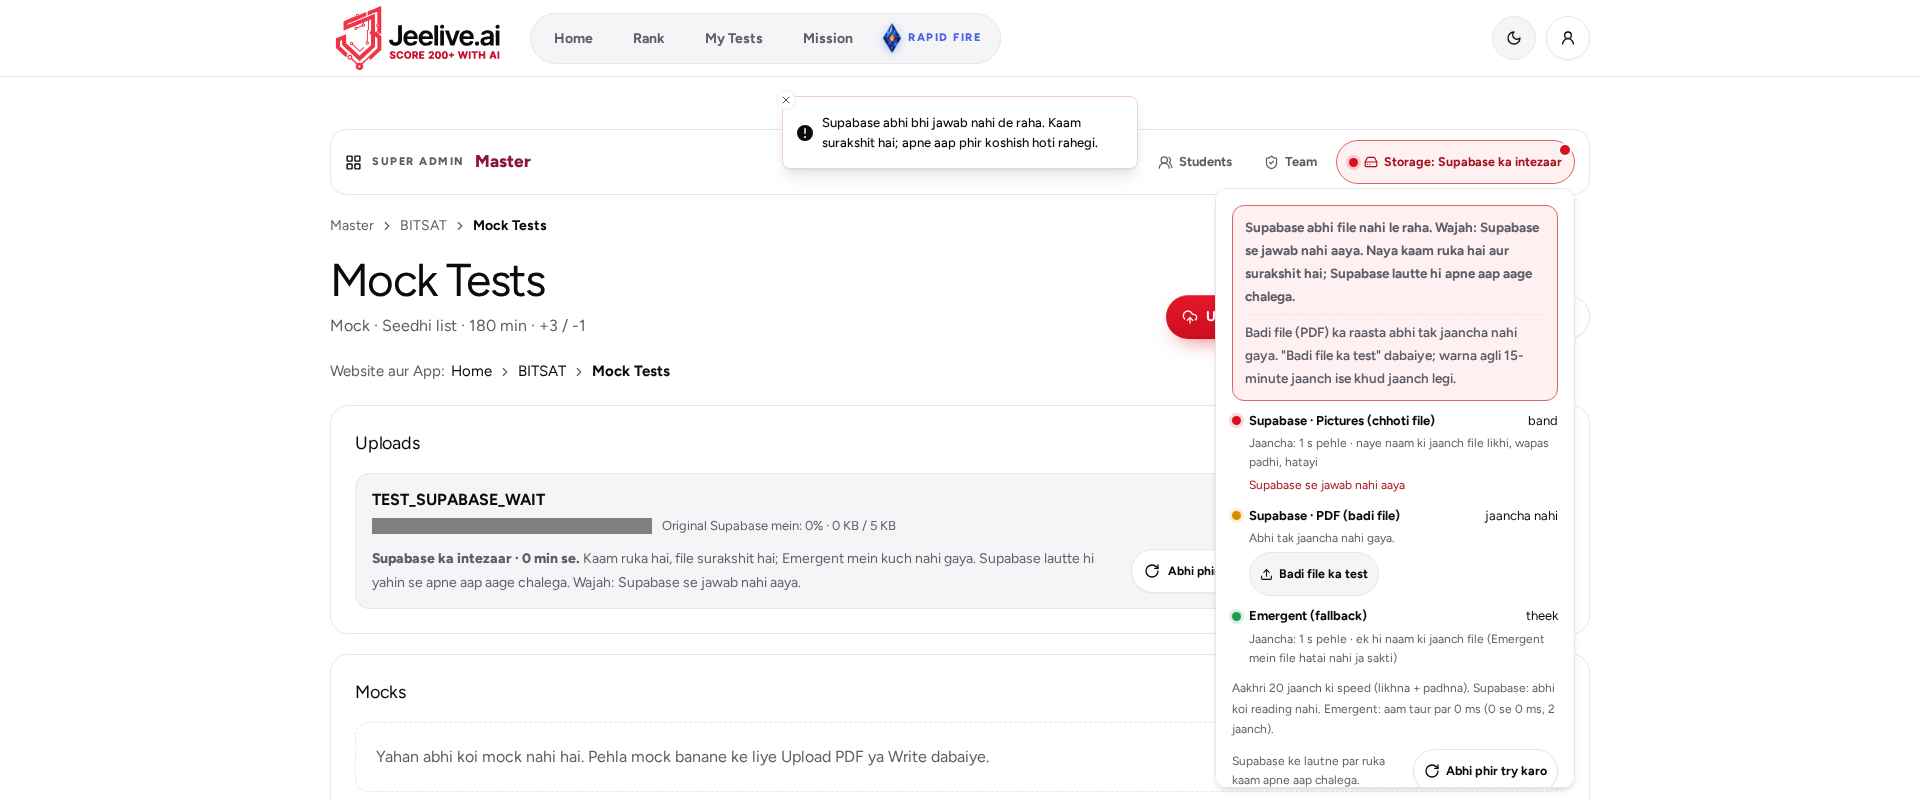 Jeelive.ai
SCORE 200+ WITH AI
Home
Rank
My Tests
Mission
RAPID FIRE
Supabase abhi bhi jawab nahi de raha. Kaam
surakshit hai; apne aap phir koshish hoti rahegi.
SUPER ADMIN
Master
Students
Team
Storage: Supabase ka intezaar
Master > BITSAT > Mock Tests
Mock Tests
Mock · Seedhi list · 180 min · +3 / -1
U
Website aur App: Home > BITSAT > Mock Tests
Uploads
TEST_SUPABASE_WAIT
Original Supabase mein: 0% · 0 KB / 5 KB
Supabase ka intezaar · 0 min se. Kaam ruka hai, file surakshit hai; Emergent mein kuch nahi gaya. Supabase lautte hi
yahin se apne aap aage chalega. Wajah: Supabase se jawab nahi aaya.
Abhi phir
Mocks
Yahan abhi koi mock nahi hai. Pehla mock banane ke liye Upload PDF ya Write dabaiye.
Supabase abhi file nahi le raha. Wajah: Supabase
se jawab nahi aaya. Naya kaam ruka hai aur
surakshit hai; Supabase lautte hi apne aap aage
chalega.
Badi file (PDF) ka raasta abhi tak jaancha nahi
gaya. "Badi file ka test" dabaiye; warna agli 15-
minute jaanch ise khud jaanch legi.
Supabase · Pictures (chhoti file)
band
Jaancha: 1 s pehle · naye naam ki jaanch file likhi, wapas
padhi, hatayi
Supabase se jawab nahi aaya
Supabase · PDF (badi file)
jaancha nahi
Abhi tak jaancha nahi gaya.
Badi file ka test
Emergent (fallback)
theek
Jaancha: 1 s pehle · ek hi naam ki jaanch file (Emergent
mein file hatai nahi ja sakti)
Aakhri 20 jaanch ki speed (likhna + padhna). Supabase: abhi
koi reading nahi. Emergent: aam taur par 0 ms (0 se 0 ms, 2
jaanch).
Supabase ke lautne par ruka
kaam apne aap chalega.
Abhi phir try karo